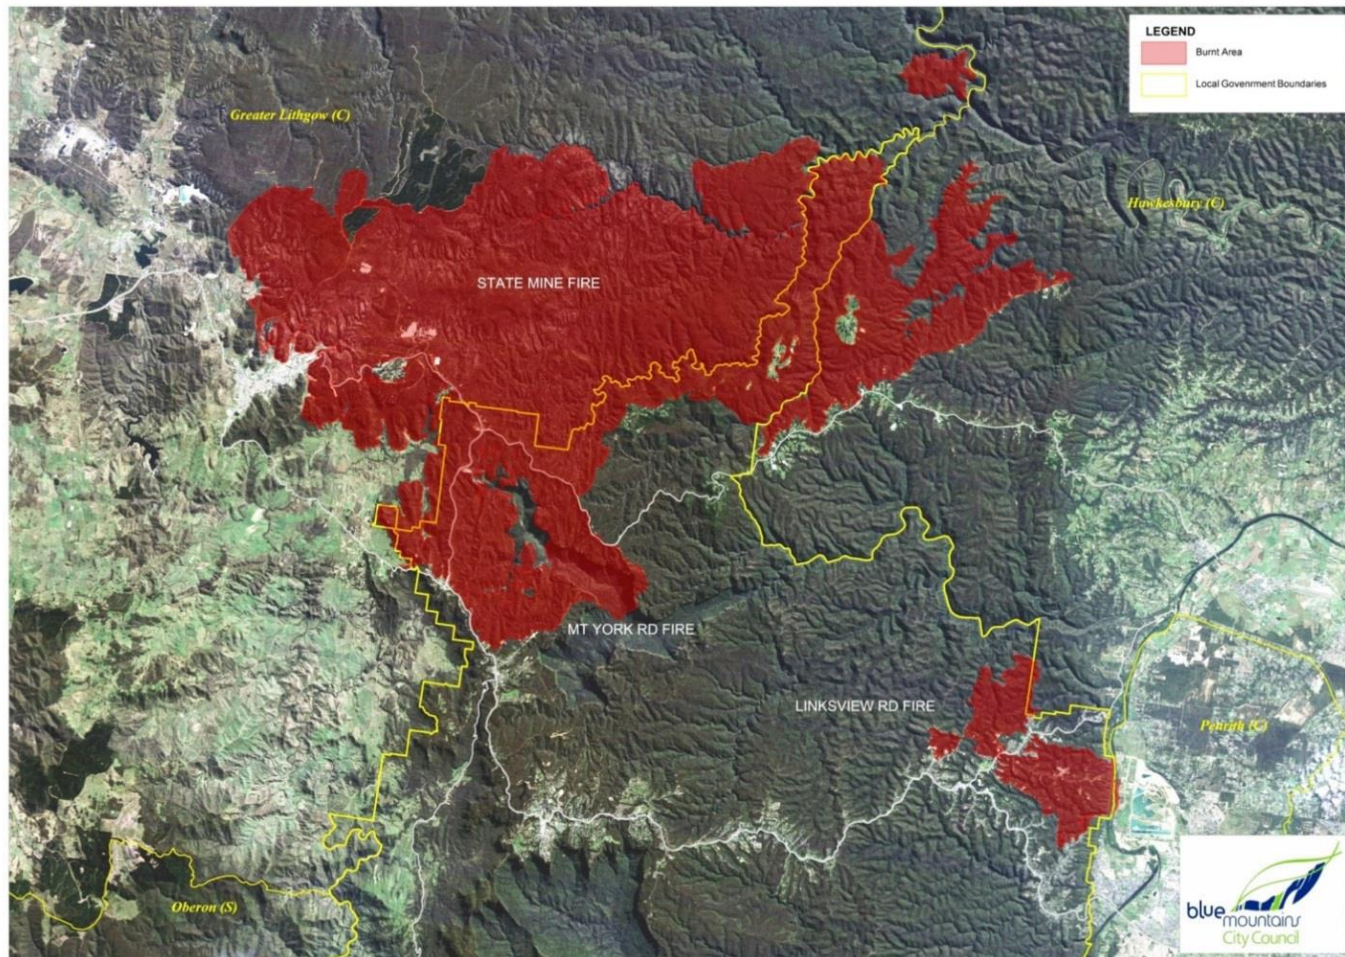 LEGEND
Burnt Area
Local Govenment Boundaries
Greater Lithgow (C)
Hawkesbury (C)
STATE MINE FIRE
MT YORK RD FIRE
LINKSVIEW RD FIRE
Penrith (C)
Oberon (S)
blue
mountains
City Council